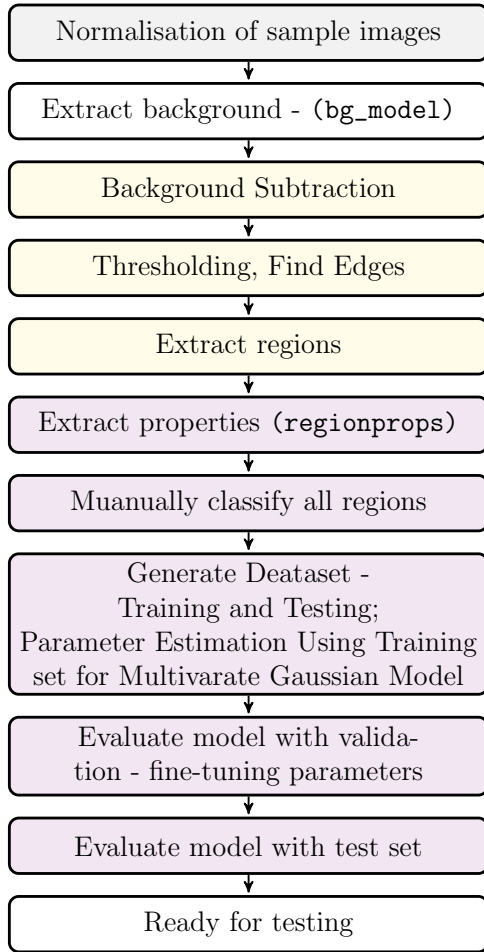 Normalisation of sample images
Extract background - (bg_model)
Background Subtraction
Thresholding, Find Edges
Extract regions
Extract properties (regionprops)
Muanually classify all regions
Generate Deataset -
Training and Testing;
Parameter Estimation Using Training
set for Multivarate Gaussian Model
Evaluate model with valida-
tion - fine-tuning parameters
Evaluate model with test set
Ready for testing